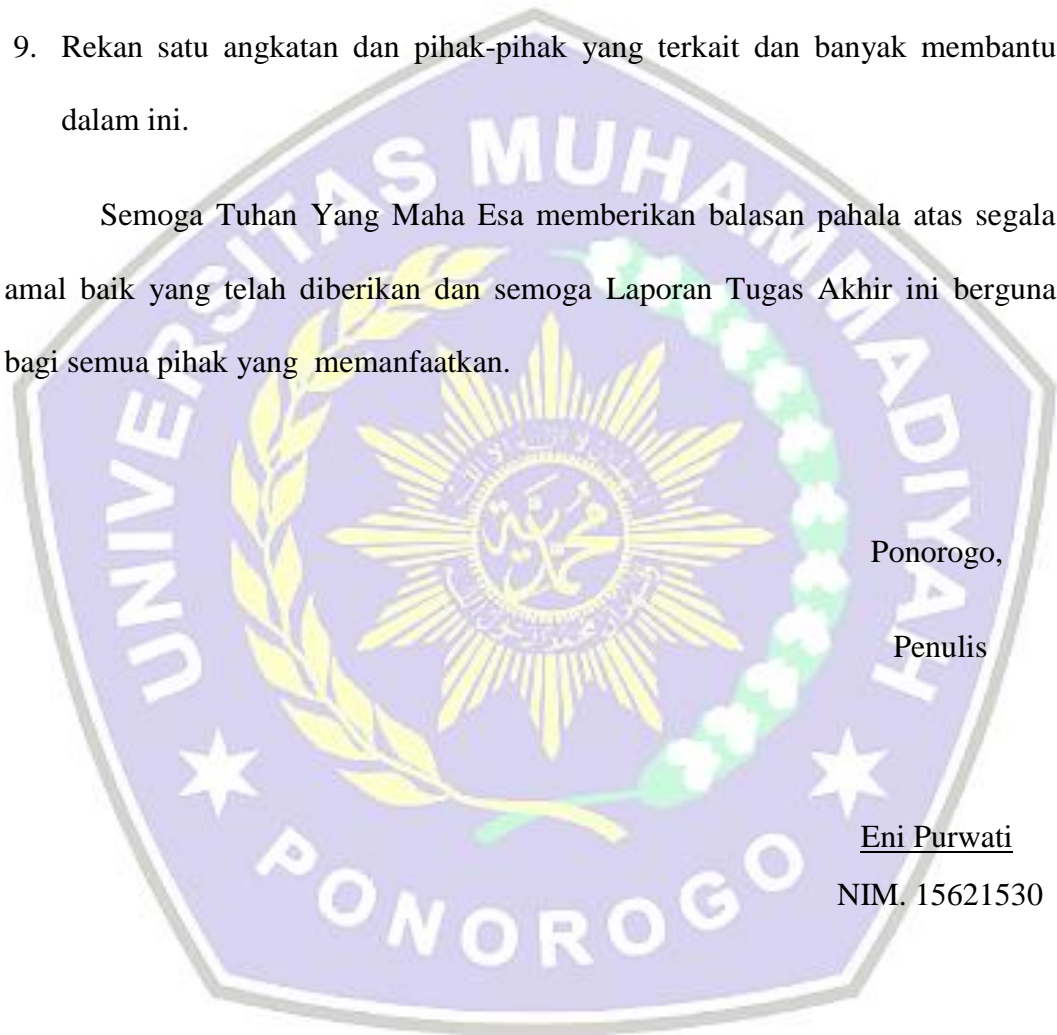 9. Rekan satu angkatan dan pihak-pihak yang terkait dan banyak membantu
dalam ini.
Semoga Tuhan Yang Maha Esa memberikan balasan pahala atas segala
amal baik yang telah diberikan dan semoga Laporan Tugas Akhir ini berguna
bagi semua pihak yang  memanfaatkan.
Ponorogo,
Penulis
Eni Purwati
NIM. 15621530
UNIVERSITAS MUHAMMADIYAH
PONOROGO